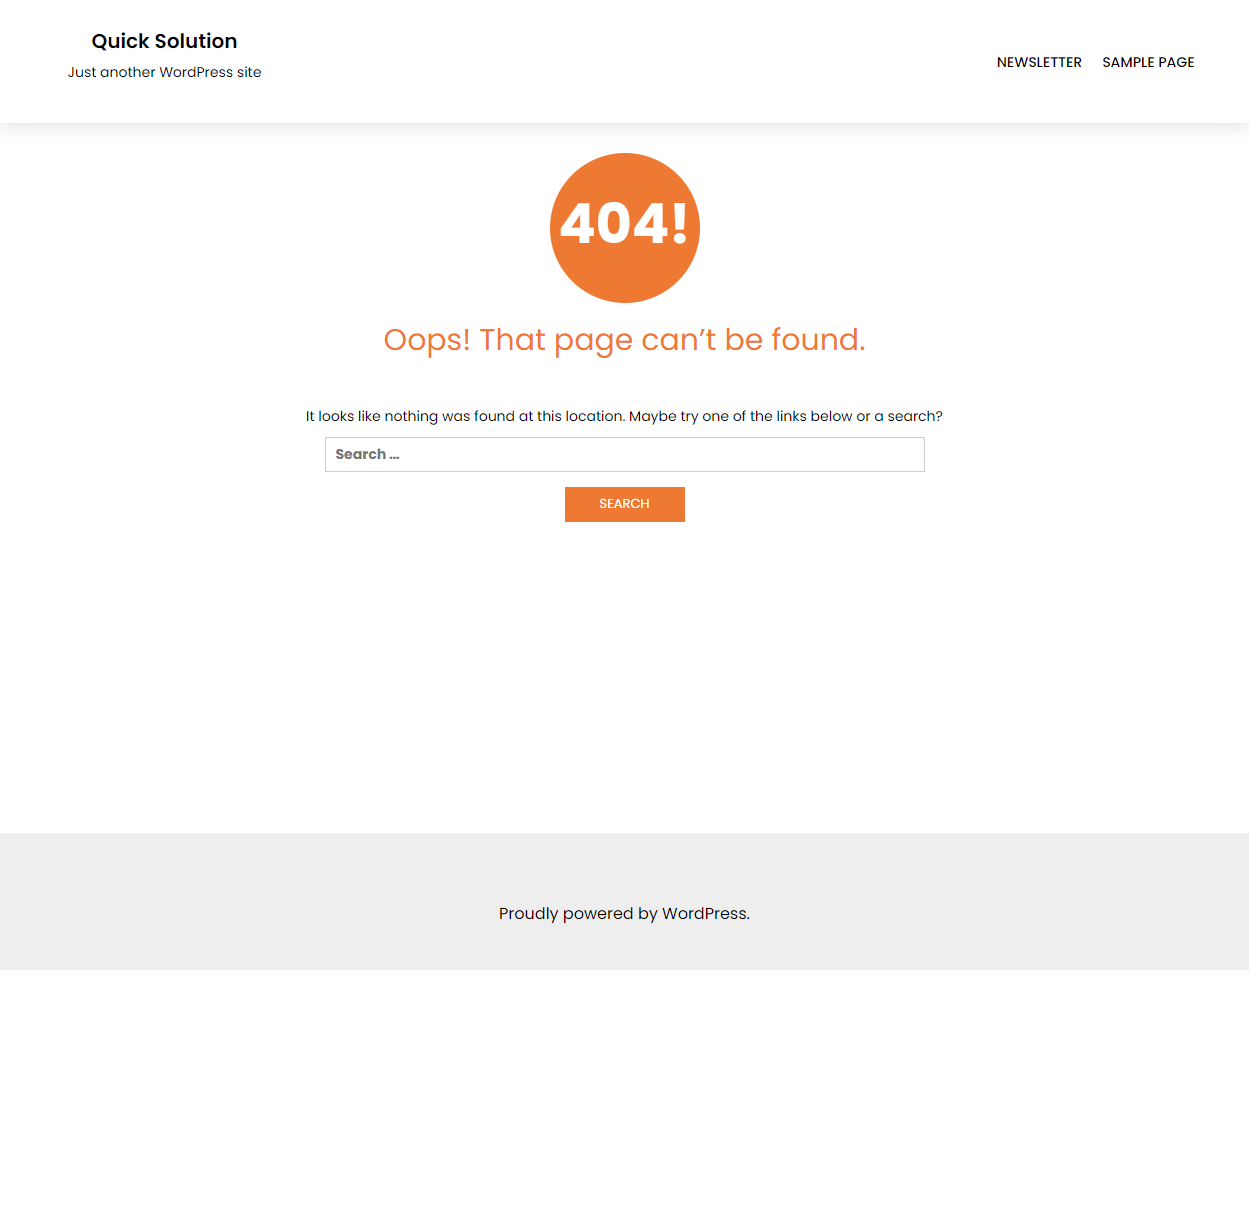 Quick Solution
Just another WordPress site
NEWSLETTER SAMPLE PAGE
404!
Oops! That page can’t be found.
It looks like nothing was found at this location. Maybe try one of the links below or a search?
Search …
SEARCH
Proudly powered by WordPress.